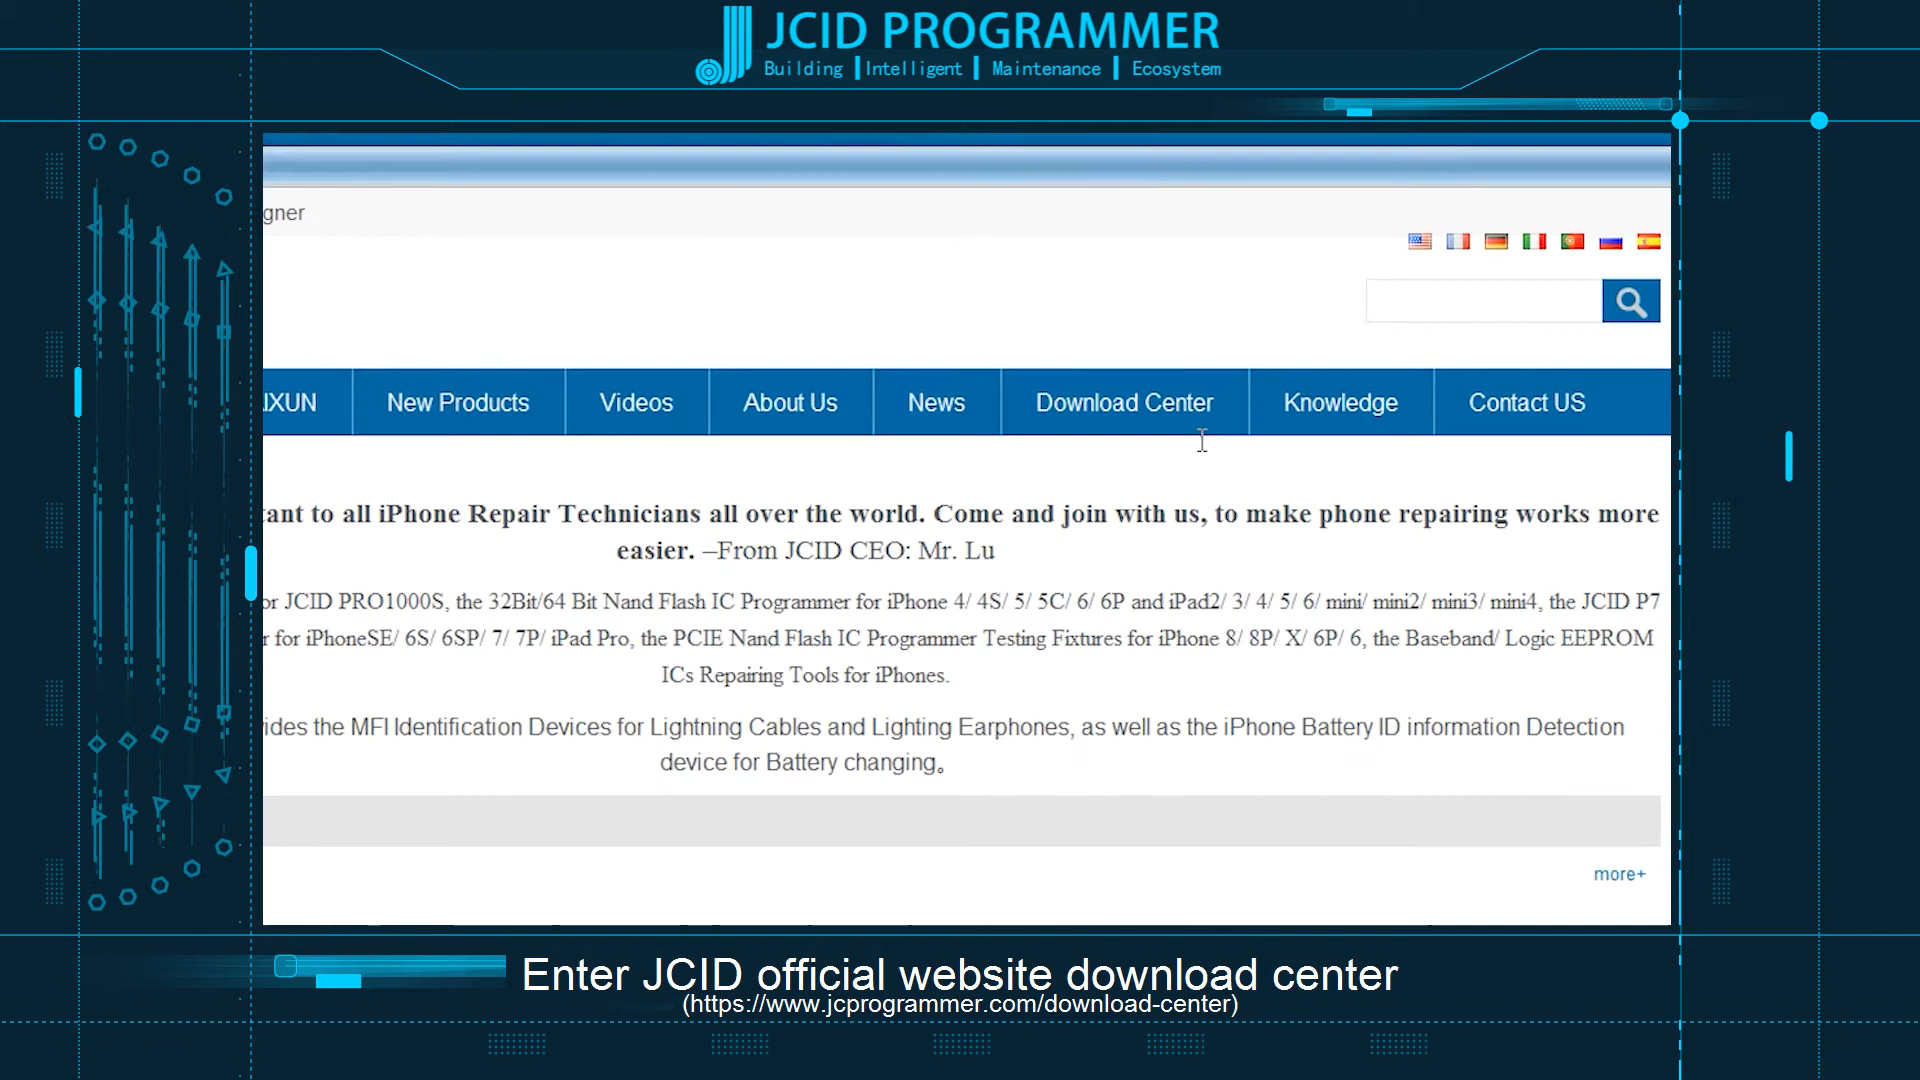 JCID PROGRAMMER
Building | Intelligent | Maintenance | Ecosystem
gner
IXUN New Products Videos About Us News Download Center Knowledge Contact US
tant to all iPhone Repair Technicians all over the world. Come and join with us, to make phone repairing works more
easier. –From JCID CEO: Mr. Lu
or JCID PRO1000S, the 32Bit/64 Bit Nand Flash IC Programmer for iPhone 4/ 4S/ 5/ 5C/ 6/ 6P and iPad2/ 3/ 4/ 5/ 6/ mini/ mini2/ mini3/ mini4, the JCID P7
r for iPhoneSE/ 6S/ 6SP/ 7/ 7P/ iPad Pro, the PCIE Nand Flash IC Programmer Testing Fixtures for iPhone 8/ 8P/ X/ 6P/ 6, the Baseband/ Logic EEPROM
ICs Repairing Tools for iPhones.
vides the MFI Identification Devices for Lightning Cables and Lighting Earphones, as well as the iPhone Battery ID information Detection
device for Battery changing。
more+
Enter JCID official website download center
(https://www.jcprogrammer.com/download-center)